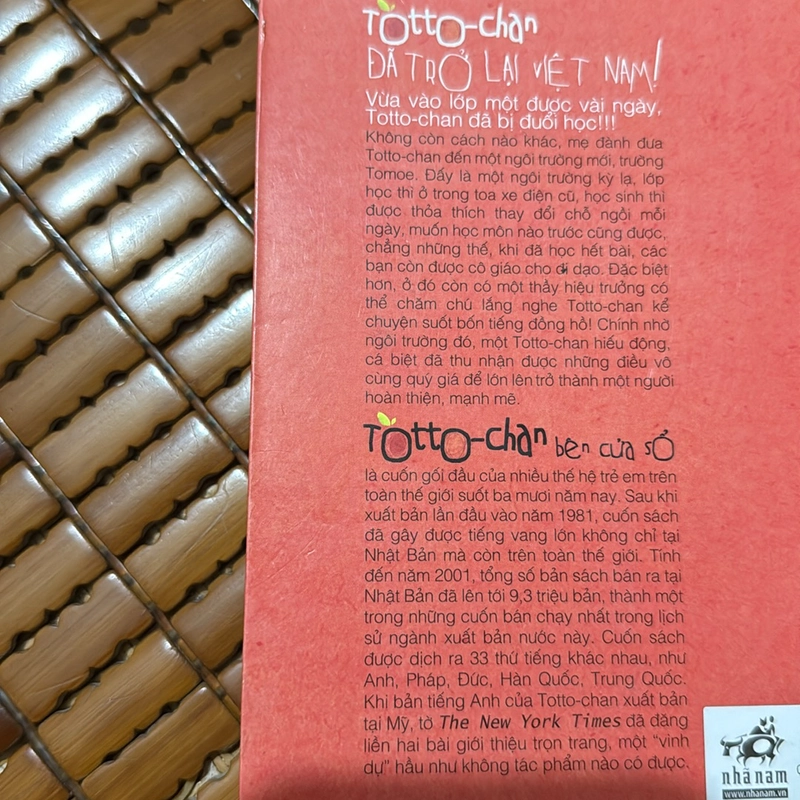 Totto-chan
ĐÃ TRỞ LẠI VIỆT NAM!
Vừa vào lớp một được vài ngày,
Totto-chan đã bị đuổi học!!!
Không còn cách nào khác, mẹ đành đưa
Totto-chan đến một ngôi trường mới, trường
Tomoe. Đấy là một ngôi trường kỳ lạ, lớp
học thì ở trong toa xe điện cũ, học sinh thì
được thỏa thích thay đổi chỗ ngồi mỗi
ngày, muốn học môn nào trước cũng được,
chẳng những thế, khi đã học hết bài, các
bạn còn được cô giáo cho đi dạo. Đặc biệt
hơn, ở đó còn có một thầy hiệu trưởng có
thể chăm chú lắng nghe Totto-chan kể
chuyện suốt bốn tiếng đồng hồ! Chính nhờ
ngôi trường đó, một Totto-chan hiếu động,
cá biệt đã thu nhận được những điều vô
cùng quý giá để lớn lên trở thành một người
hoàn thiện, mạnh mẽ.
Totto-chan bên cửa sổ
là cuốn gối đầu của nhiều thế hệ trẻ em trên
toàn thế giới suốt ba mươi năm nay. Sau khi
xuất bản lần đầu vào năm 1981, cuốn sách
đã gây được tiếng vang lớn không chỉ tại
Nhật Bản mà còn trên toàn thế giới. Tính
đến năm 2001, tổng số bản sách bán ra tại
Nhật Bản đã lên tới 9,3 triệu bản, thành một
trong những cuốn bán chạy nhất trong lịch
sử ngành xuất bản nước này. Cuốn sách
được dịch ra 33 thứ tiếng khác nhau, như
Anh, Pháp, Đức, Hàn Quốc, Trung Quốc.
Khi bản tiếng Anh của Totto-chan xuất bản
tại Mỹ, tờ The New York Times đã đăng
liền hai bài giới thiệu trọn trang, một "vinh
dự" hầu như không tác phẩm nào có được.
nhã nam
www.nhanam.vn